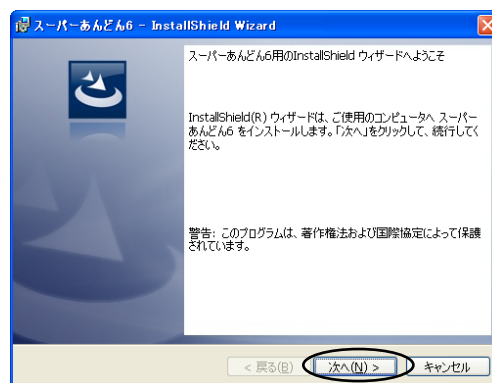 スーパーあんどん6 - InstallShield Wizard
スーパーあんどん6用のInstallShield ウィザードへようこそ
InstallShield(R) ウィザードは、ご使用のコンピュータへ スーパー
あんどん6 をインストールします。「次へ」をクリックして、続行してく
ださい。
警告: このプログラムは、著作権法および国際協定によって保護
されています。
< 戻る(B)
次へ(N) >
キャンセル